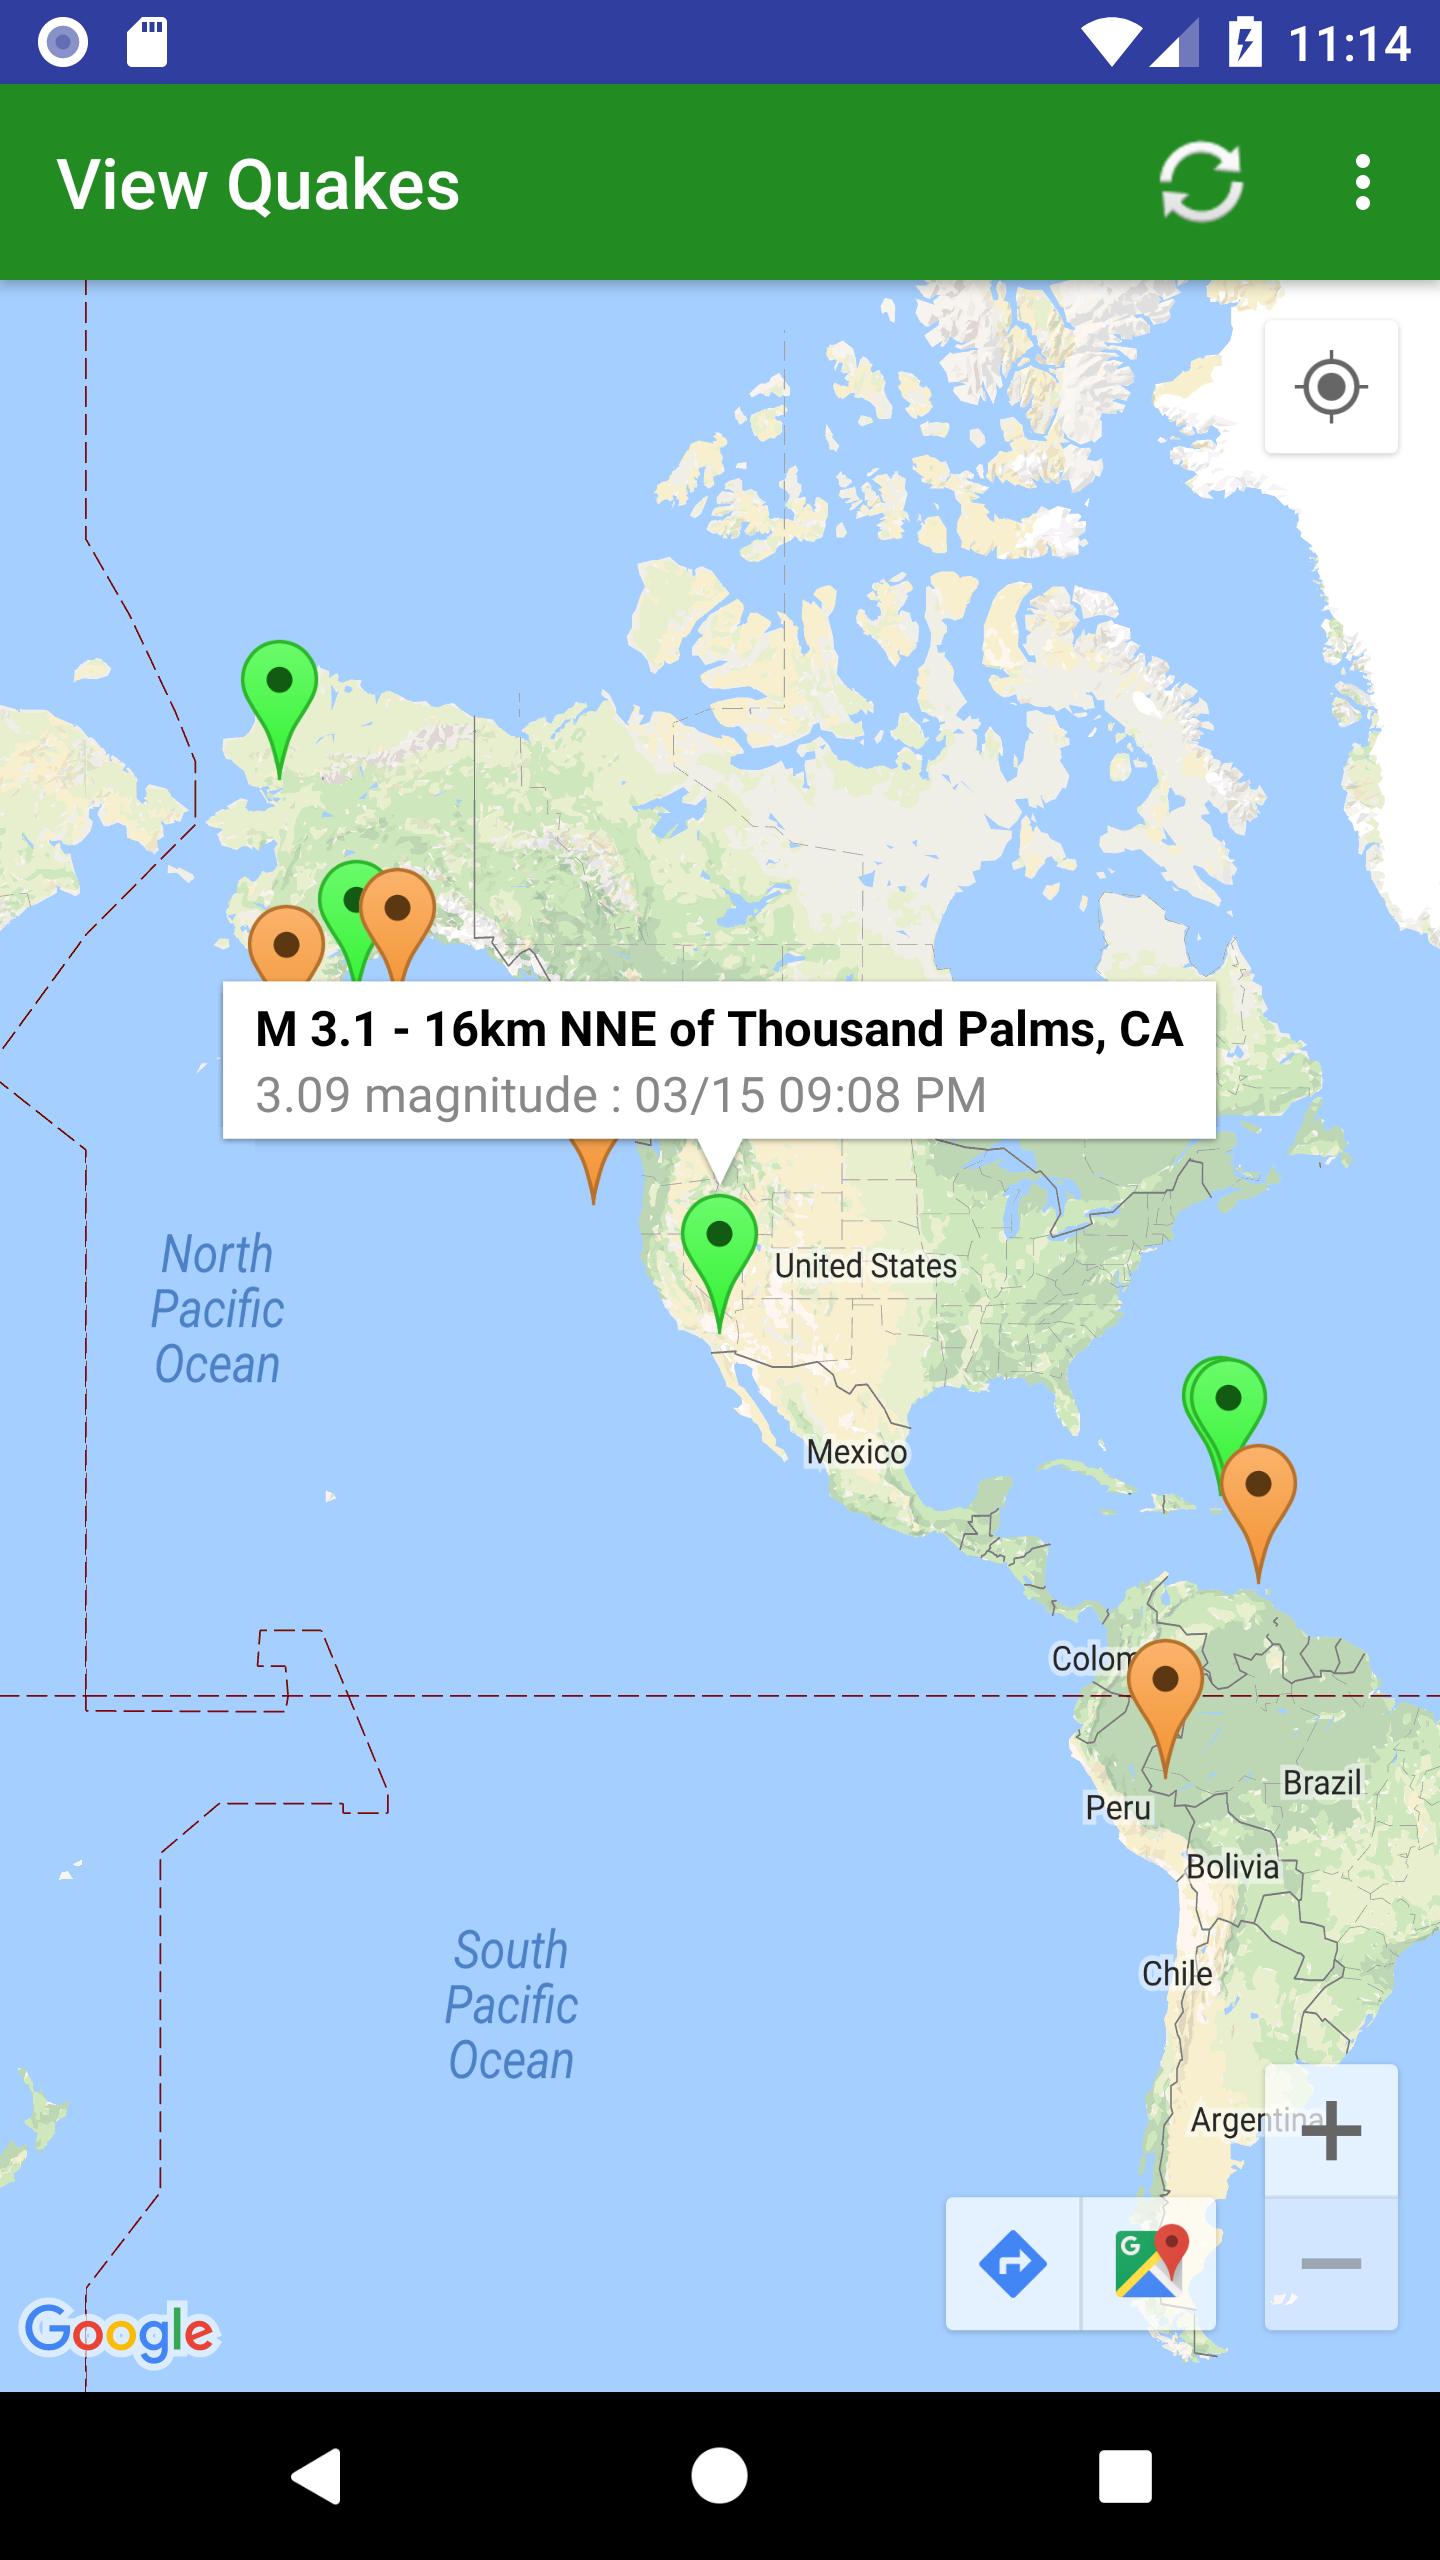 11:14
View Quakes
M 3.1 - 16km NNE of Thousand Palms, CA
3.09 magnitude : 03/15 09:08 PM
North
Pacific
Ocean
United States
Mexico
Colom
Peru
Brazil
Bolivia
Chile
South
Pacific
Ocean
Argentina
G
Google